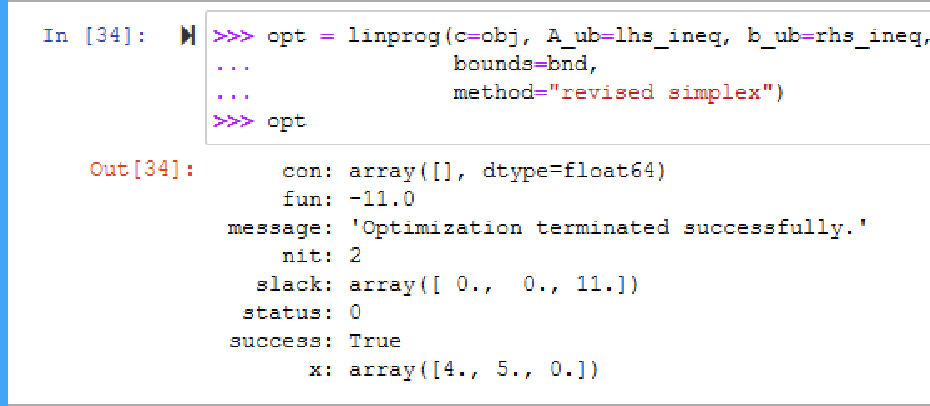 In [34]: >>> opt = linprog(c=obj, A_ub=lhs_ineq, b_ub=rhs_ineq,
...                bounds=bnd,
...                method="revised simplex")
>>> opt
Out[34]:      con: array([], dtype=float64)
     fun: -11.0
 message: 'Optimization terminated successfully.'
     nit: 2
   slack: array([ 0.,  0., 11.])
  status: 0
 success: True
       x: array([4., 5., 0.])